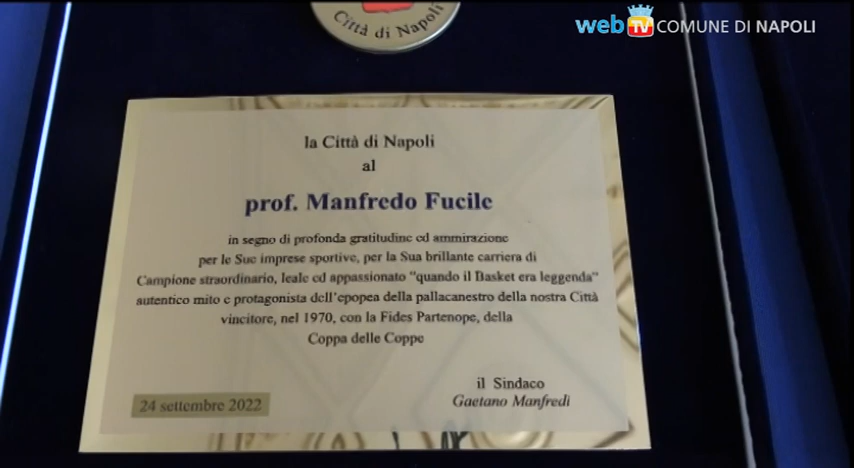 web TV COMUNE DI NAPOLI
Città di Napoli
la Città di Napoli
al
prof. Manfredo Fucile
in segno di profonda gratitudine ed ammirazione
per le Sue imprese sportive, per la Sua brillante carriera di
Campione straordinario, leale ed appassionato "quando il Basket era leggenda"
autentico mito e protagonista dell'epopea della pallacanestro della nostra Città
vincitore, nel 1970, con la Fides Partenope, della
Coppa delle Coppe
il Sindaco
Gaetano Manfredi
24 settembre 2022